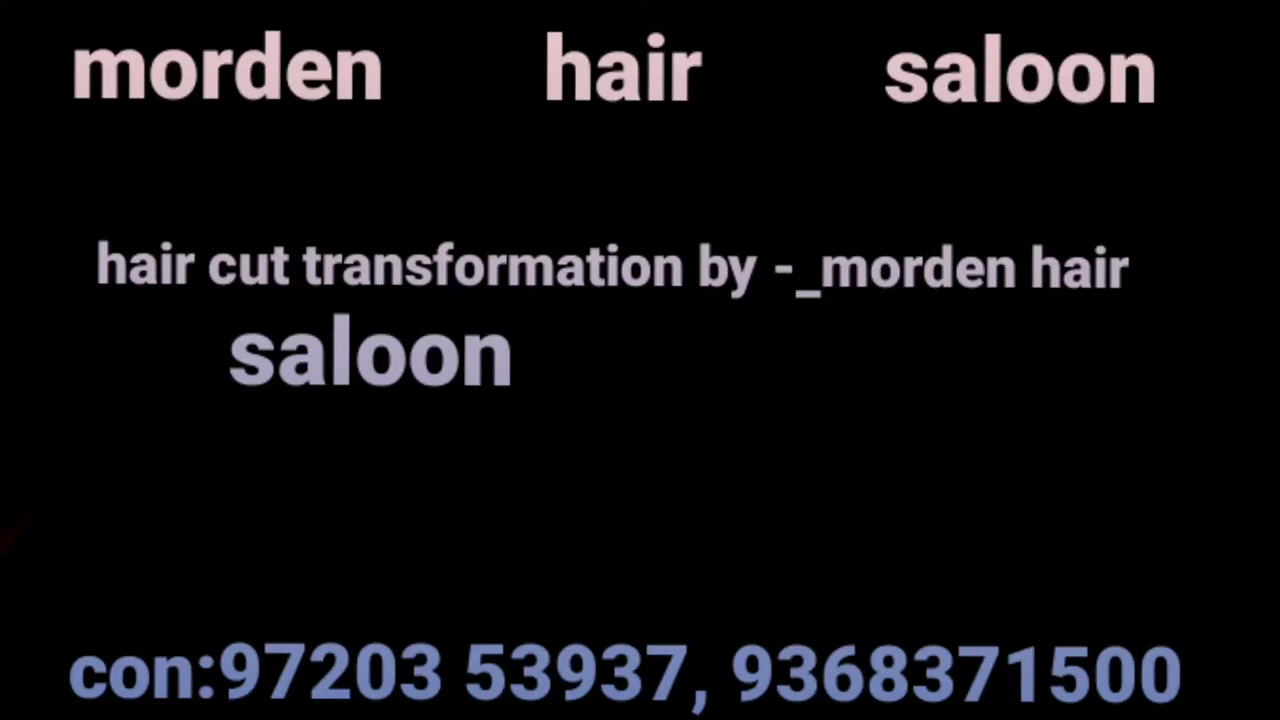 morden hair saloon
hair cut transformation by -_morden hair
saloon
con:97203 53937, 9368371500